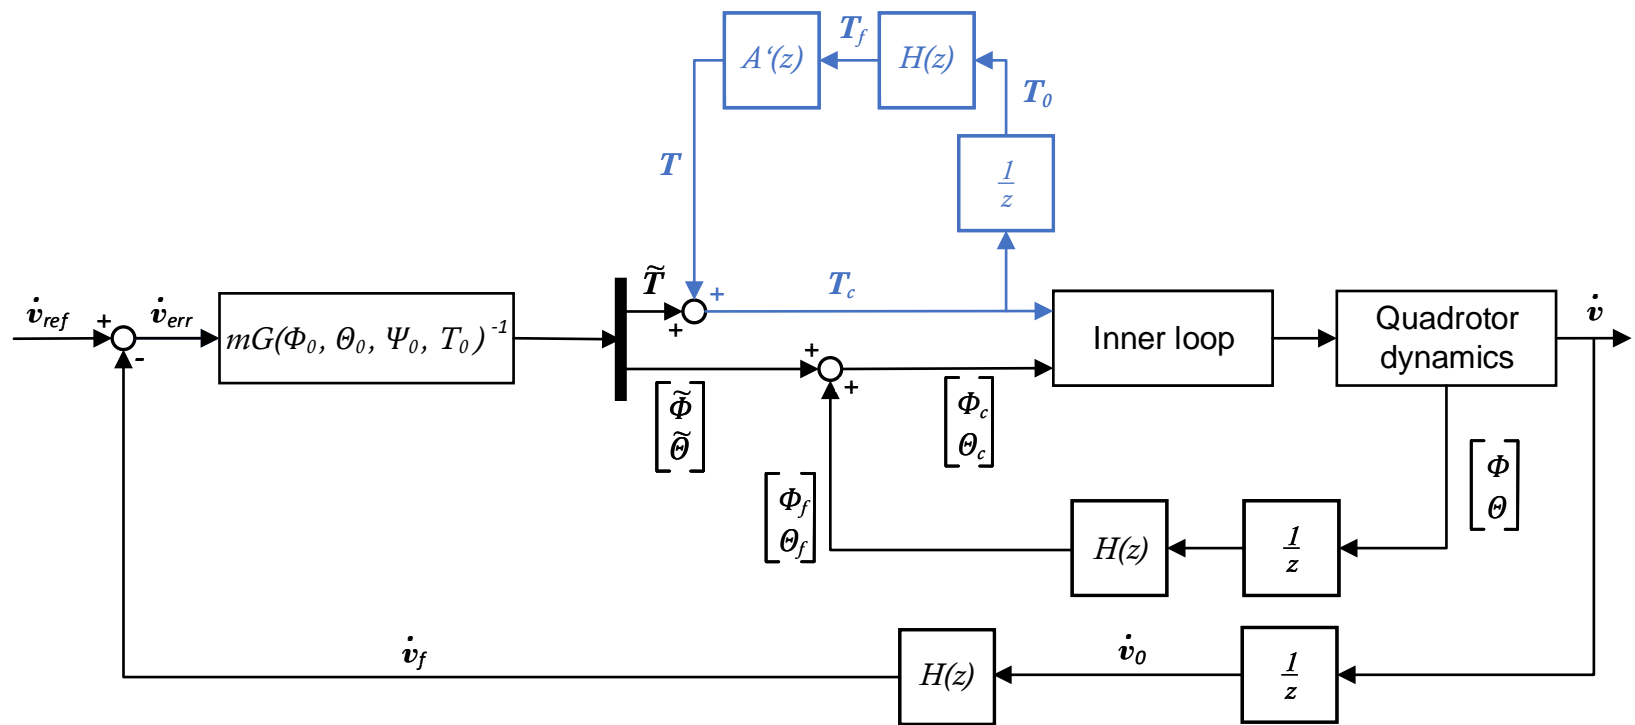 T_f
A‘(z)
H(z)
T_0
T
1
z
T̃
+
+
T_c
v̇_ref
+
-
v̇_err
mG(Φ_0, Θ_0, Ψ_0, T_0)^-1
Inner loop
Quadrotor
dynamics
v̇
+
+
Φ̃
Θ̃
Φ_c
Θ_c
Φ_f
Θ_f
H(z)
1
z
Φ
Θ
v̇_f
H(z)
v̇_0
1
z